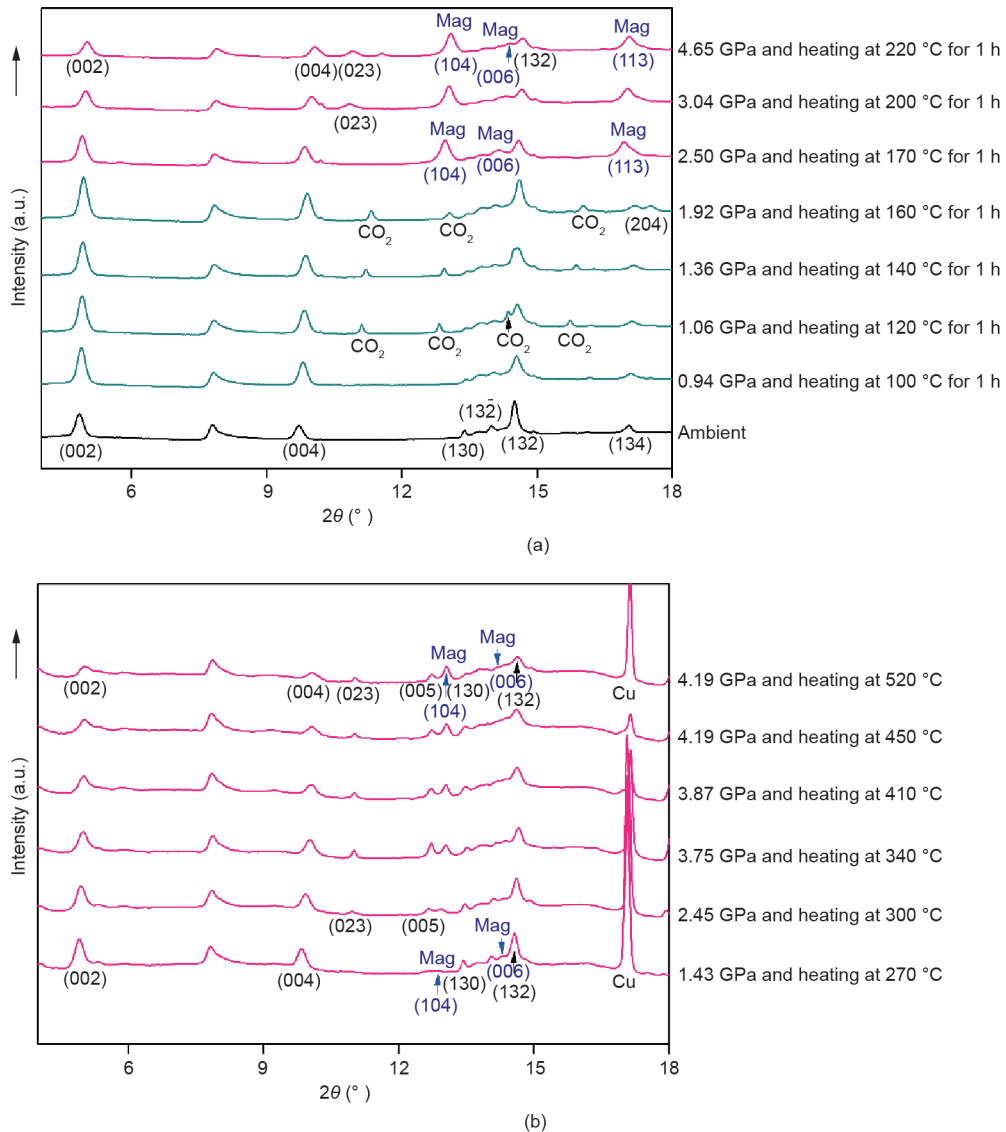 Mag
Mag
Mag
(002)
(004)
(023)
(104)
(132)
(006)
(113)
4.65 GPa and heating at 220 °C for 1 h
(023)
3.04 GPa and heating at 200 °C for 1 h
Mag
Mag
Mag
(104)
(006)
(113)
2.50 GPa and heating at 170 °C for 1 h
CO₂
CO₂
CO₂
(204)
1.92 GPa and heating at 160 °C for 1 h
1.36 GPa and heating at 140 °C for 1 h
CO₂
CO₂
CO₂
CO₂
1.06 GPa and heating at 120 °C for 1 h
0.94 GPa and heating at 100 °C for 1 h
(132̄)
(002)
(004)
(130)
(132)
(134)
Ambient
Intensity (a.u.)
6
9
12
15
18
2θ (°)
(a)
Mag
Mag
(002)
(004)
(023)
(005)
(130)
(006)
(104)
(132)
Cu
4.19 GPa and heating at 520 °C
4.19 GPa and heating at 450 °C
3.87 GPa and heating at 410 °C
3.75 GPa and heating at 340 °C
(023)
(005)
2.45 GPa and heating at 300 °C
Mag
Mag
(002)
(004)
(130)
(006)
(104)
(132)
Cu
1.43 GPa and heating at 270 °C
Intensity (a.u.)
6
9
12
15
18
2θ (°)
(b)